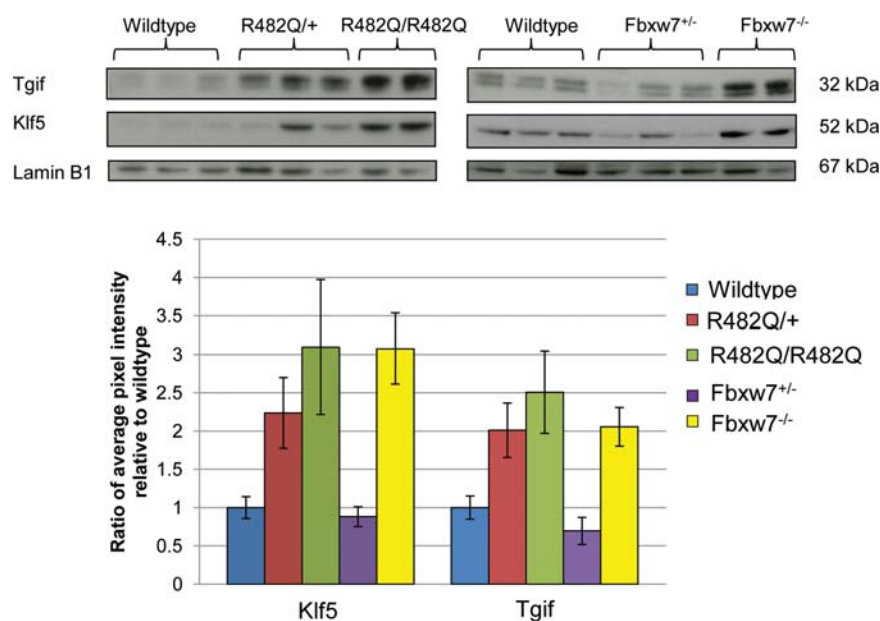 Wildtype R482Q/+ R482Q/R482Q Wildtype Fbxw7+/- Fbxw7-/-
Tgif 32 kDa
Klf5 52 kDa
Lamin B1 67 kDa
Ratio of average pixel intensity
relative to wildtype
4.5
4
3.5
3
2.5
2
1.5
1
0.5
0
Klf5 Tgif
Wildtype
R482Q/+
R482Q/R482Q
Fbxw7+/-
Fbxw7-/-